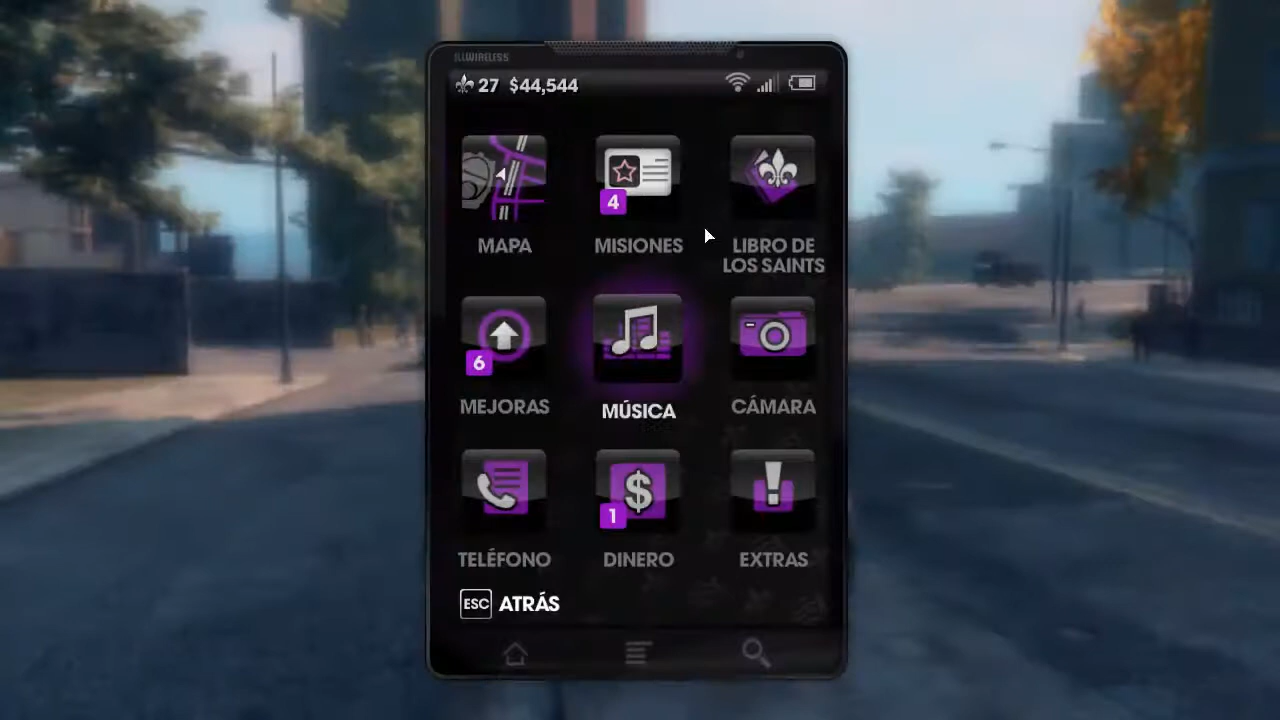 ILLWIRELESS
27 $44,544
MAPA
4
MISIONES
LIBRO DE
LOS SAINTS
6
MEJORAS
MÚSICA
CÁMARA
TELÉFONO
$
1
DINERO
!
EXTRAS
ESC ATRÁS